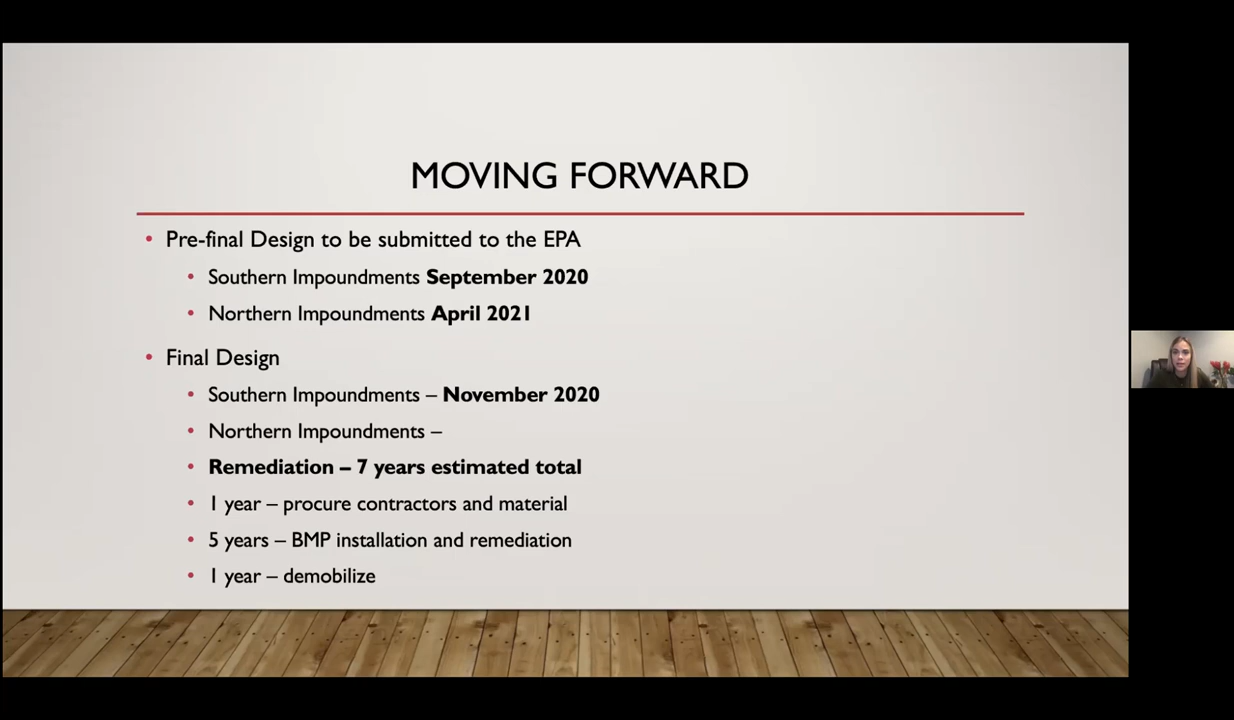 MOVING FORWARD
• Pre-final Design to be submitted to the EPA
• Southern Impoundments September 2020
• Northern Impoundments April 2021
• Final Design
• Southern Impoundments – November 2020
• Northern Impoundments –
• Remediation – 7 years estimated total
• 1 year – procure contractors and material
• 5 years – BMP installation and remediation
• 1 year – demobilize